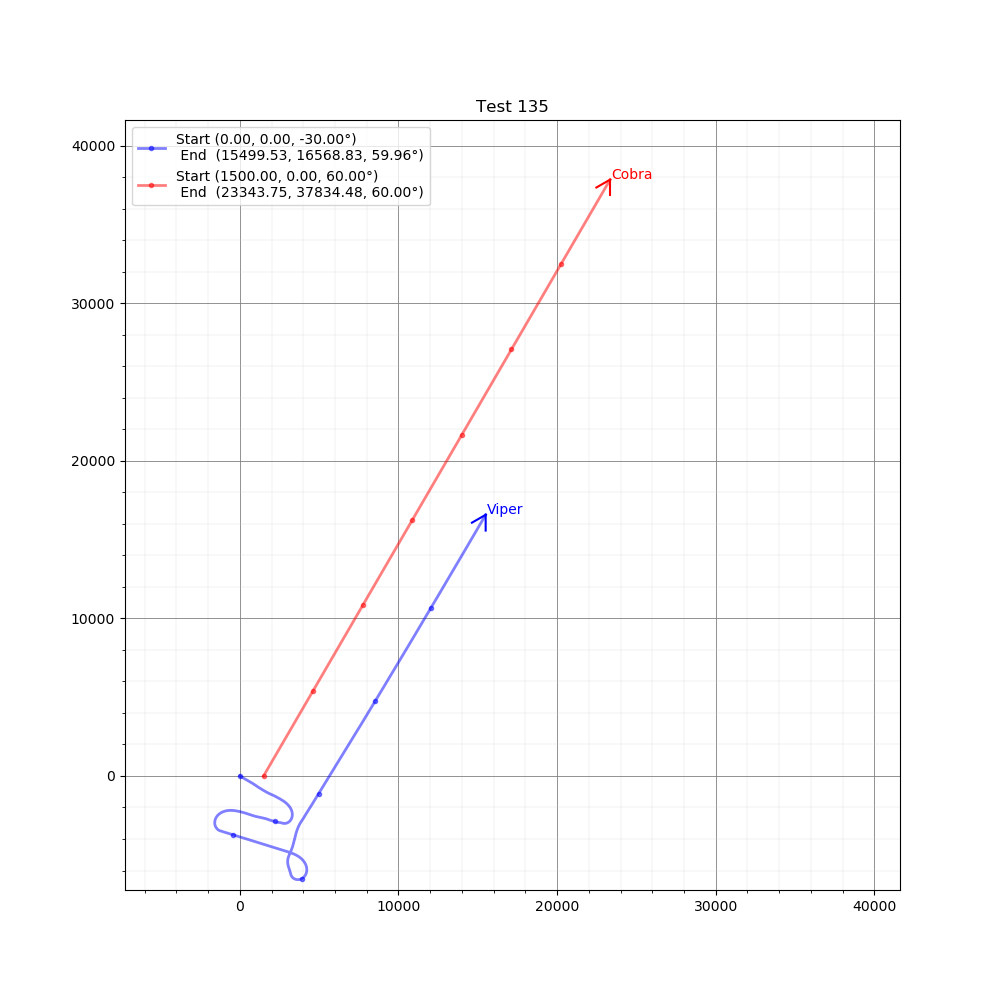 Test 135
Start (0.00, 0.00, -30.00°)
End  (15499.53, 16568.83, 59.96°)
Start (1500.00, 0.00, 60.00°)
End  (23343.75, 37834.48, 60.00°)
Cobra
Viper
40000
30000
20000
10000
0
0
10000
20000
30000
40000